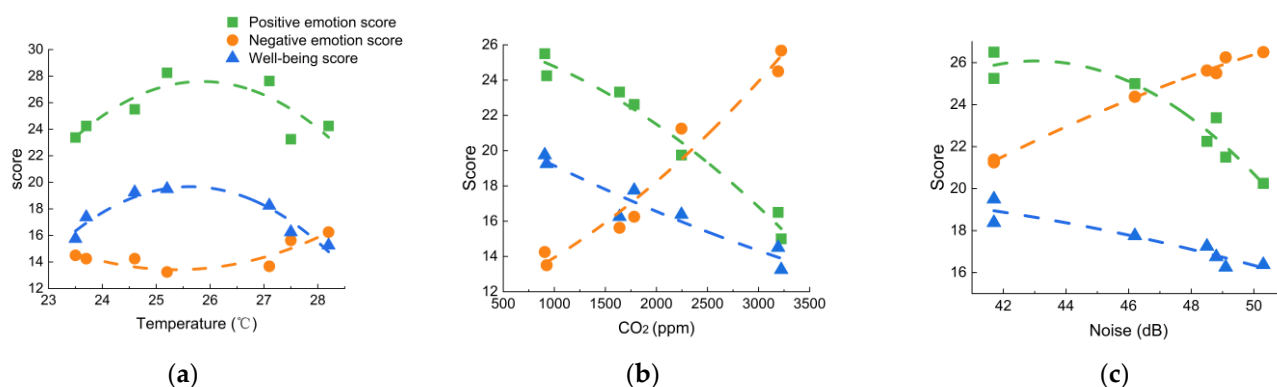 Positive emotion score
Negative emotion score
Well-being score
30
28
26
24
22
20
18
16
14
12
score
23 24 25 26 27 28
Temperature (℃)
(a)
26
24
22
20
18
16
14
12
Score
500 1000 1500 2000 2500 3000 3500
CO₂ (ppm)
(b)
26
24
22
20
18
16
Score
42 44 46 48 50
Noise (dB)
(c)